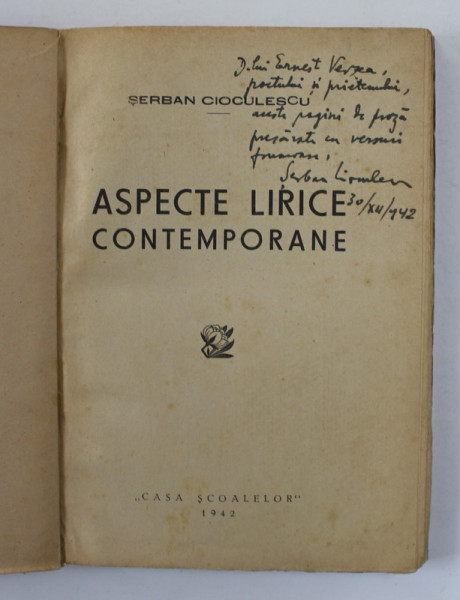 D-lui Ernest Verzea,
poetului și prietenului,
aceste pagini de proză
presărate cu versuri
frumoase,
Șerban Cioculescu
30/XII/1942
ȘERBAN CIOCULESCU
ASPECTE LIRICE
CONTEMPORANE
„CASA ȘCOALELOR"
1942